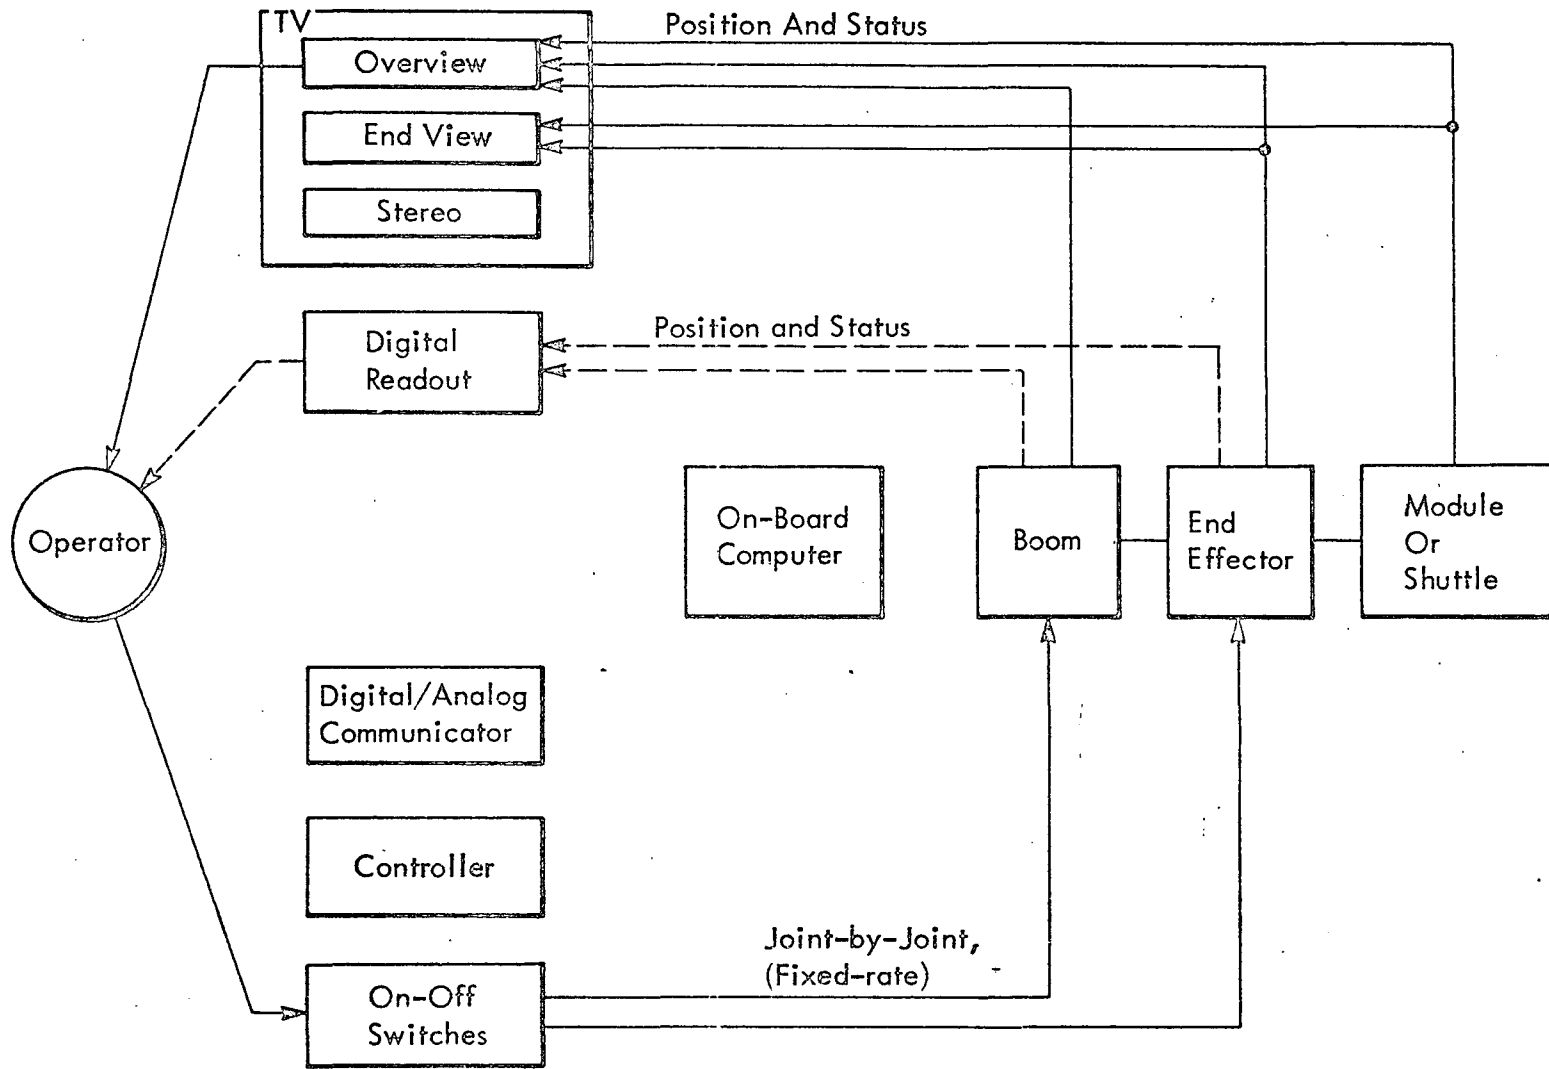 TV
Position And Status
Overview
End View
Stereo
Position and Status
Digital
Readout
Operator
On-Board
Computer
Boom
End
Effector
Module
Or
Shuttle
Digital/Analog
Communicator
Controller
Joint-by-Joint,
(Fixed-rate)
On-Off
Switches